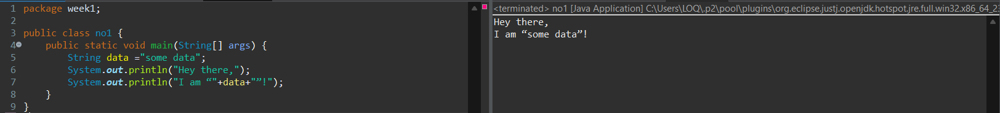 1 package week1;
2
3 public class no1 {
4 public static void main(String[] args) {
5 String data ="some data";
6 System.out.println("Hey there,");
7 System.out.println("I am “"+data+"”!");
8 }
9 }
<terminated> no1 [Java Application] C:\Users\LOQ\.p2\pool\plugins\org.eclipse.justj.openjdk.hotspot.jre.full.win32.x86_64_23
Hey there,
I am “some data”!